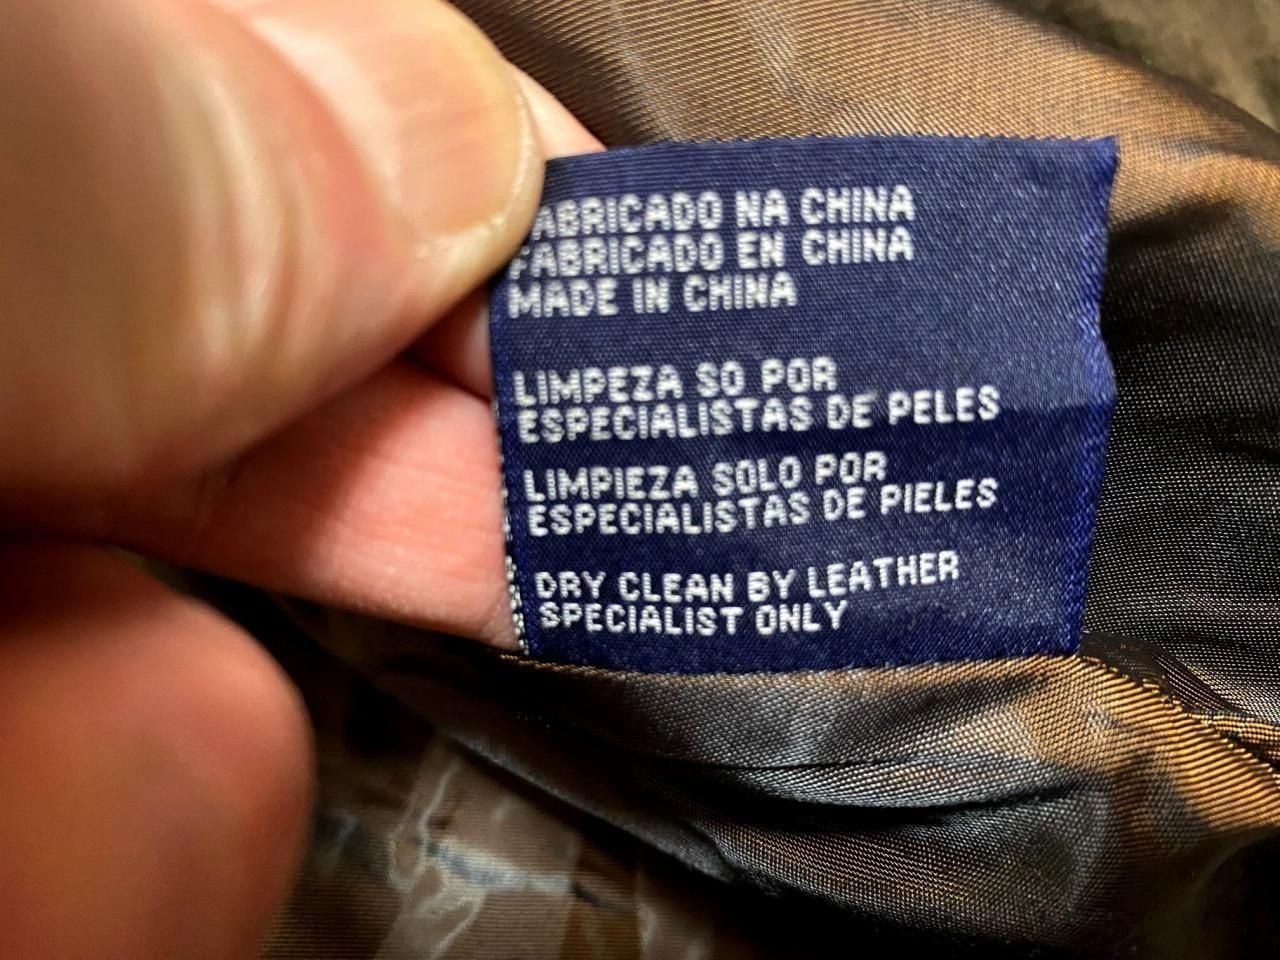 FABRICADO NA CHINA
FABRICADO EN CHINA
MADE IN CHINA
LIMPEZA SO POR
ESPECIALISTAS DE PELES
LIMPIEZA SOLO POR
ESPECIALISTAS DE PIELES
DRY CLEAN BY LEATHER
SPECIALIST ONLY